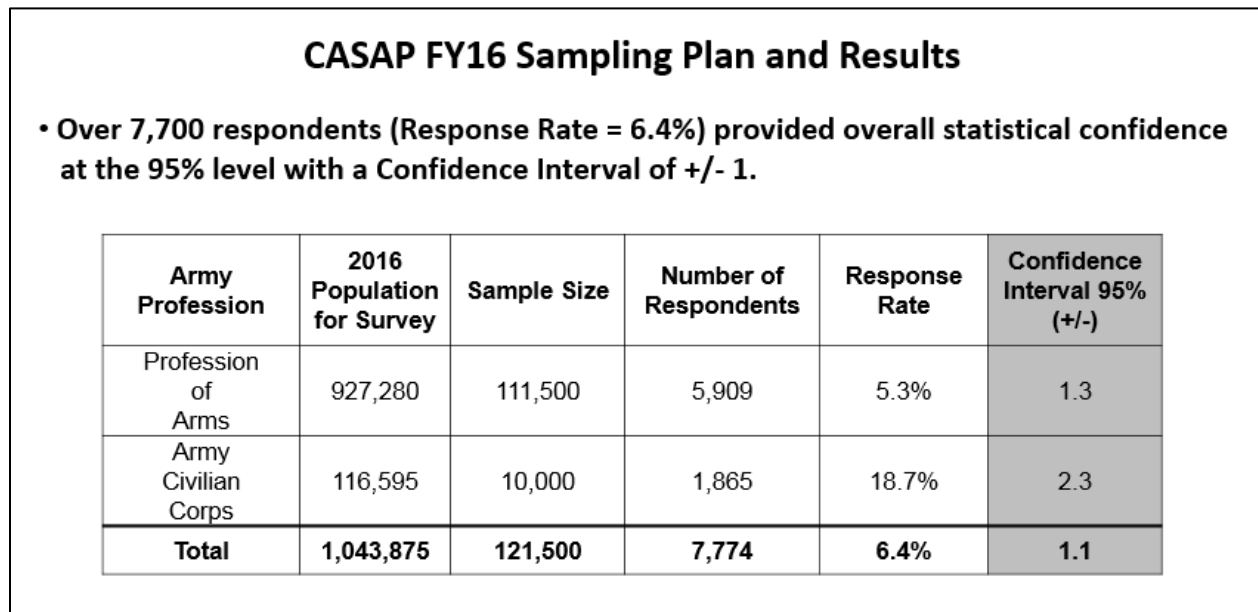 CASAP FY16 Sampling Plan and Results
• Over 7,700 respondents (Response Rate = 6.4%) provided overall statistical confidence
at the 95% level with a Confidence Interval of +/- 1.
Army
Profession
2016
Population
for Survey
Sample Size
Number of
Respondents
Response
Rate
Confidence
Interval 95%
(+/-)
Profession
of
Arms
927,280
111,500
5,909
5.3%
1.3
Army
Civilian
Corps
116,595
10,000
1,865
18.7%
2.3
Total
1,043,875
121,500
7,774
6.4%
1.1